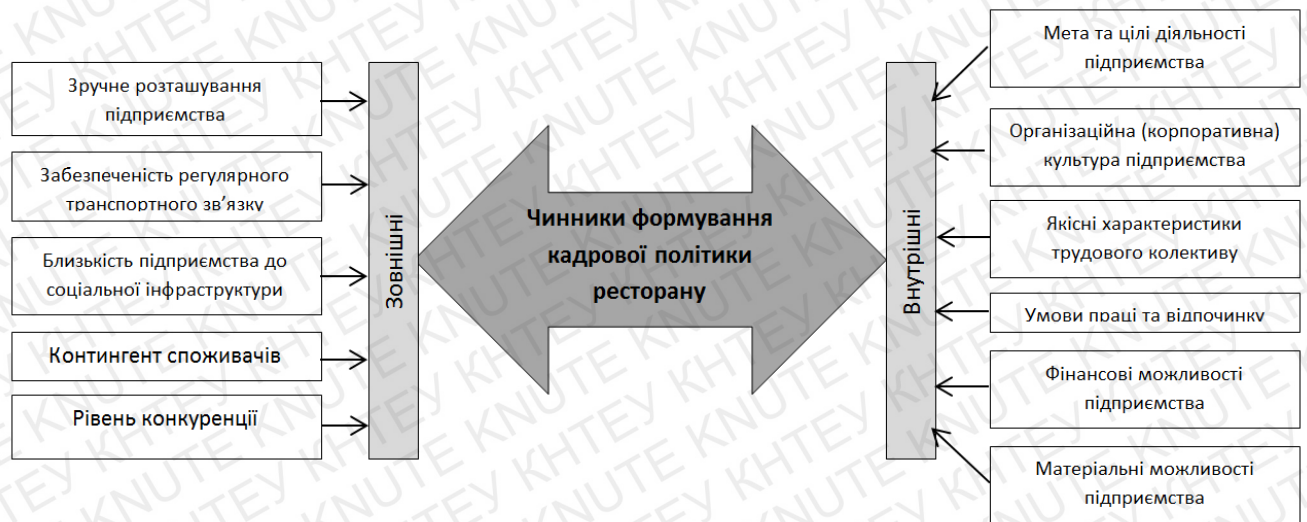 Зручне розташування
підприємства
Забезпеченість регулярного
транспортного зв’язку
Близькість підприємства до
соціальної інфраструктури
Контингент споживачів
Рівень конкуренції
Зовнішні
Чинники формування
кадрової політики
ресторану
Внутрішні
Мета та цілі діяльності
підприємства
Організаційна (корпоративна)
культура підприємства
Якісні характеристики
трудового колективу
Умови праці та відпочинку
Фінансові можливості
підприємства
Матеріальні можливості
підприємства
KNUTE КНТЕУ